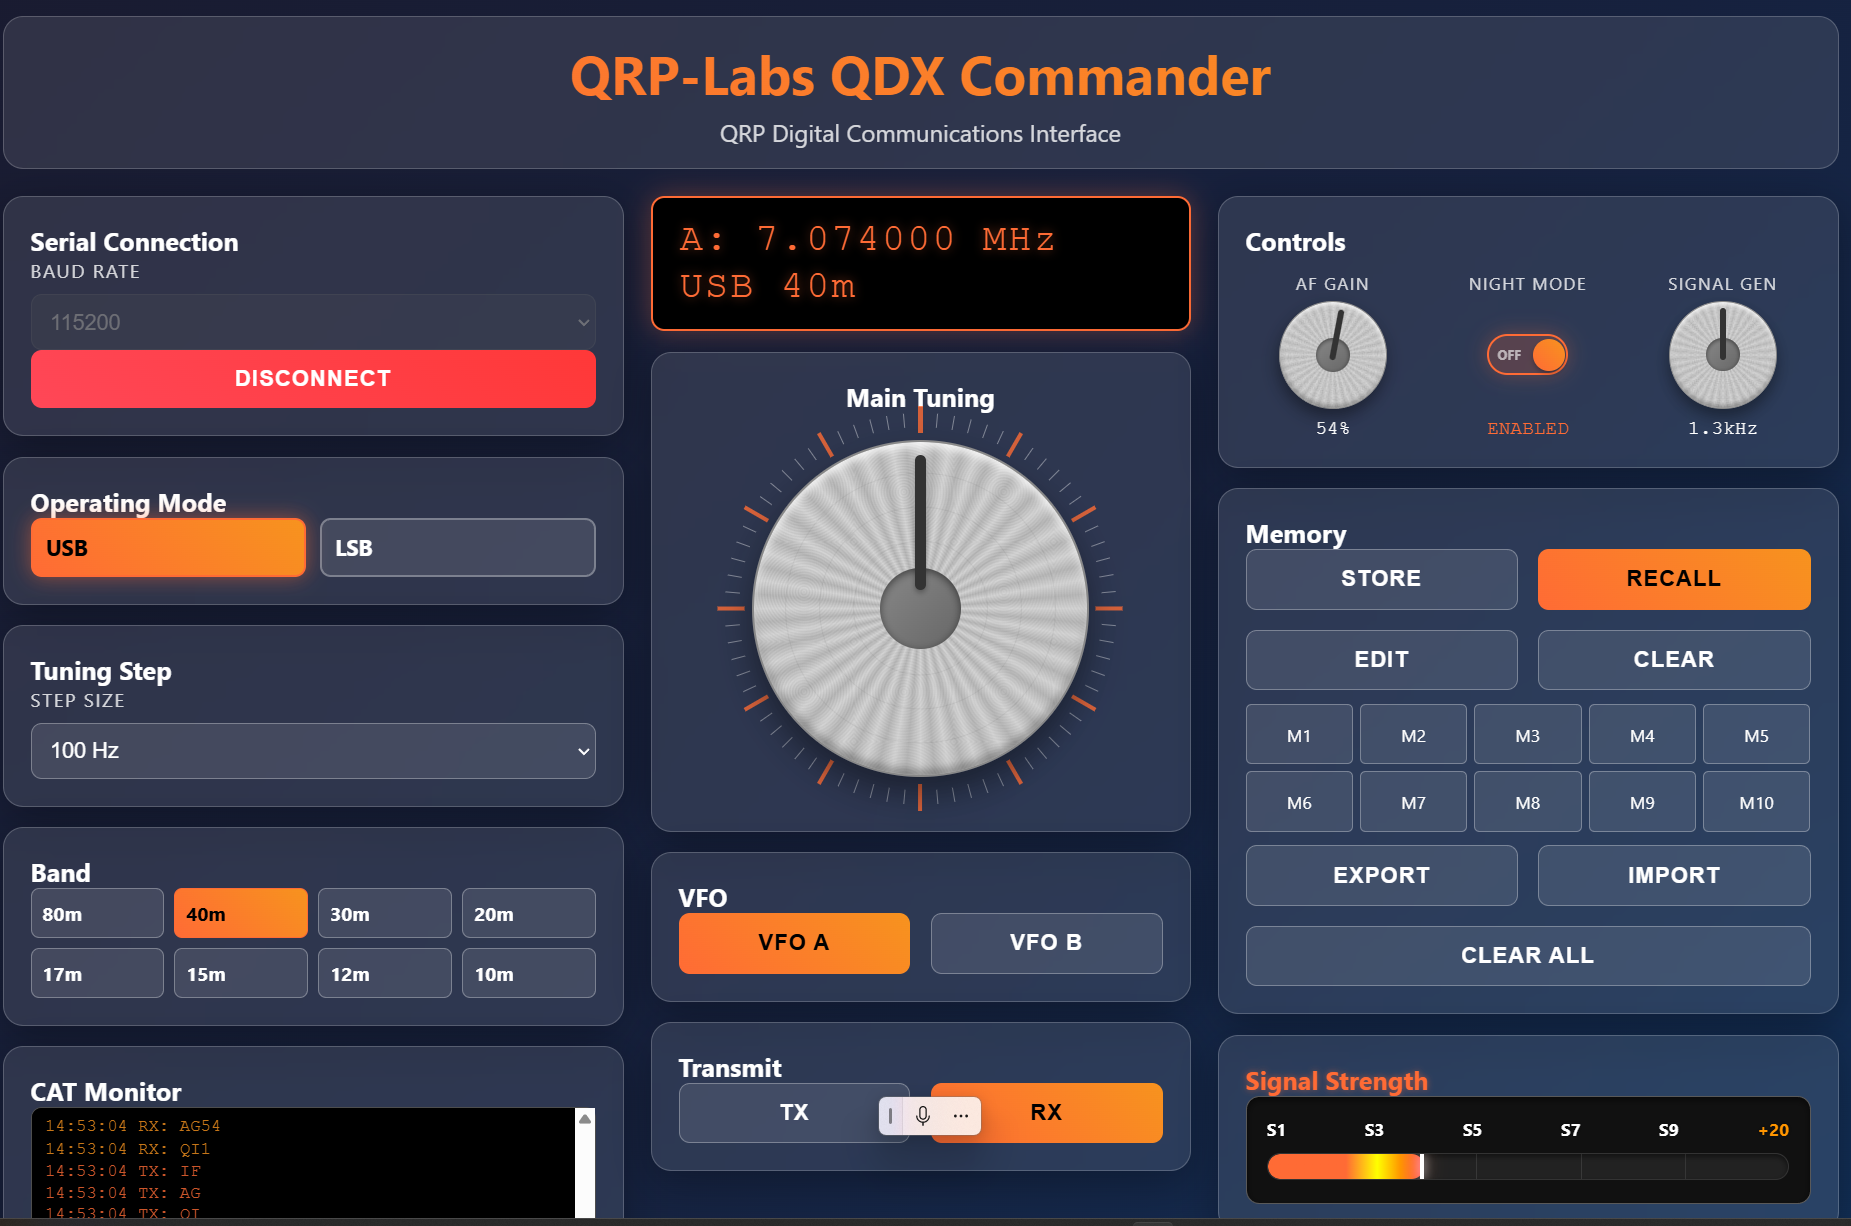 QRP-Labs QDX Commander
QRP Digital Communications Interface
Serial Connection
BAUD RATE
115200
DISCONNECT
Operating Mode
USB
LSB
Tuning Step
STEP SIZE
100 Hz
Band
80m
40m
30m
20m
17m
15m
12m
10m
CAT Monitor
14:53:04 RX: AG54
14:53:04 RX: QI1
14:53:04 TX: IF
14:53:04 TX: AG
14:53:04 TX: QI
A: 7.074000 MHz
USB 40m
Main Tuning
VFO
VFO A
VFO B
Transmit
TX
RX
Controls
AF GAIN
54%
NIGHT MODE
OFF
ENABLED
SIGNAL GEN
1.3kHz
Memory
STORE
RECALL
EDIT
CLEAR
M1
M2
M3
M4
M5
M6
M7
M8
M9
M10
EXPORT
IMPORT
CLEAR ALL
Signal Strength
S1
S3
S5
S7
S9
+20